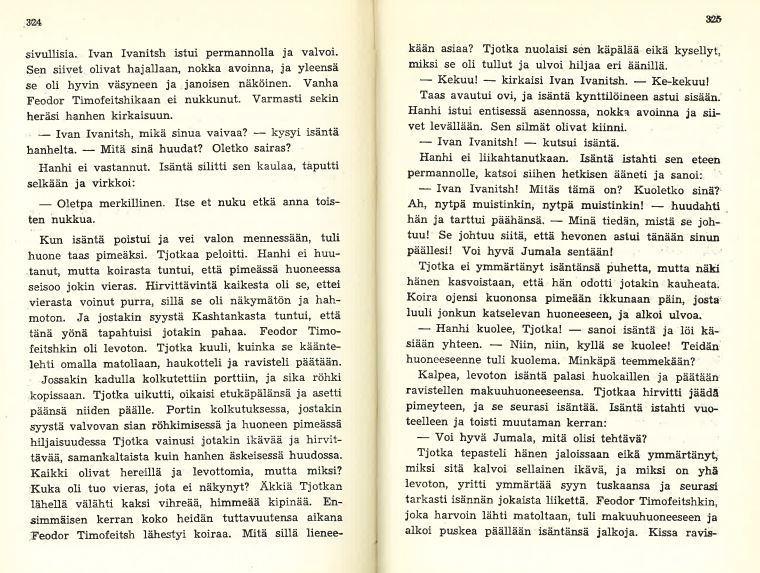 324
sivullisia. Ivan Ivanitsh istui permannolla ja valvoi.
Sen siivet olivat hajallaan, nokka avoinna, ja yleensä
se oli hyvin väsyneen ja janoisen näköinen. Vanha
Feodor Timofeitshikaan ei nukkunut. Varmasti sekin
heräsi hanhen kirkaisuun.
— Ivan Ivanitsh, mikä sinua vaivaa? — kysyi isäntä
hanhelta. — Mitä sinä huudat? Oletko sairas?
Hanhi ei vastannut. Isäntä silitti sen kaulaa, taputti
selkään ja virkkoi:
— Oletpa merkillinen. Itse et nuku etkä anna tois-
ten nukkua.
Kun isäntä poistui ja vei valon mennessään, tuli
huone taas pimeäksi. Tjotkaa peloitti. Hanhi ei huu-
tanut, mutta koirasta tuntui, että pimeässä huoneessa
seisoo jokin vieras. Hirvittävintä kaikesta oli se, ettei
vierasta voinut purra, sillä se oli näkymätön ja hah-
moton. Ja jostakin syystä Kashtankasta tuntui, että
tänä yönä tapahtuisi jotakin pahaa. Feodor Timo-
feitshkin oli levoton. Tjotka kuuli, kuinka se käänte-
lehti omalla matollaan, haukotteli ja ravisteli päätään.
Jossakin kadulla kolkutettiin porttiin, ja sika röhki
kopissaan. Tjotka uikutti, oikaisi etukäpälänsä ja asetti
päänsä niiden päälle. Portin kolkutuksessa, jostakin
syystä valvovan sian röhkimisessä ja huoneen pimeässä
hiljaisuudessa Tjotka vainusi jotakin ikävää ja hirvit-
tävää, samankaltaista kuin hanhen äskeisessä huudossa.
Kaikki olivat hereillä ja levottomia, mutta miksi?
Kuka oli tuo vieras, jota ei näkynyt? Äkkiä Tjotkan
lähellä välähti kaksi vihreää, himmeää kipinää. En-
simmäisen kerran koko heidän tuttavuutensa aikana
Feodor Timofeitsh lähestyi koiraa. Mitä sillä lienee-
325
kään asiaa? Tjotka nuolaisi sen käpälää eikä kysellyt,
miksi se oli tullut ja ulvoi hiljaa eri äänillä.
— Kekuu! — kirkaisi Ivan Ivanitsh. — Ke-kekuu!
Taas avautui ovi, ja isäntä kynttilöineen astui sisään.
Hanhi istui entisessä asennossa, nokka avoinna ja sii-
vet levällään. Sen silmät olivat kiinni.
— Ivan Ivanitsh! — kutsui isäntä.
Hanhi ei liikahtanutkaan. Isäntä istahti sen eteen
permannolle, katsoi siihen hetkisen ääneti ja sanoi:
— Ivan Ivanitsh! Mitäs tämä on? Kuoletko sinä?
Ah, nytpä muistinkin, nytpä muistinkin! — huudahti
hän ja tarttui päähänsä. — Minä tiedän, mistä se joh-
tuu! Se johtuu siitä, että hevonen astui tänään sinun
päällesi! Voi hyvä Jumala sentään!
Tjotka ei ymmärtänyt isäntänsä puhetta, mutta näki
hänen kasvoistaan, että hän odotti jotakin kauheata.
Koira ojensi kuononsa pimeään ikkunaan päin, josta
luuli jonkun katselevan huoneeseen, ja alkoi ulvoa.
— Hanhi kuolee, Tjotka! — sanoi isäntä ja löi kä-
siään yhteen. — Niin, niin, kyllä se kuolee! Teidän
huoneeseenne tuli kuolema. Minkäpä teemmekään?
Kalpea, levoton isäntä palasi huokaillen ja päätään
ravistellen makuuhuoneeseensa. Tjotkaa hirvitti jäädä
pimeyteen, ja se seurasi isäntää. Isäntä istahti vuo-
teelleen ja toisti muutaman kerran:
— Voi hyvä Jumala, mitä olisi tehtävä?
Tjotka tepasteli hänen jaloissaan eikä ymmärtänyt,
miksi sitä kalvoi sellainen ikävä, ja miksi on yhä
levoton, yritti ymmärtää syyn tuskaansa ja seurasi
tarkasti isännän jokaista liikettä. Feodor Timofeitshkin,
joka harvoin lähti matoltaan, tuli makuuhuoneeseen ja
alkoi puskea päällään isäntänsä jalkoja. Kissa ravis-